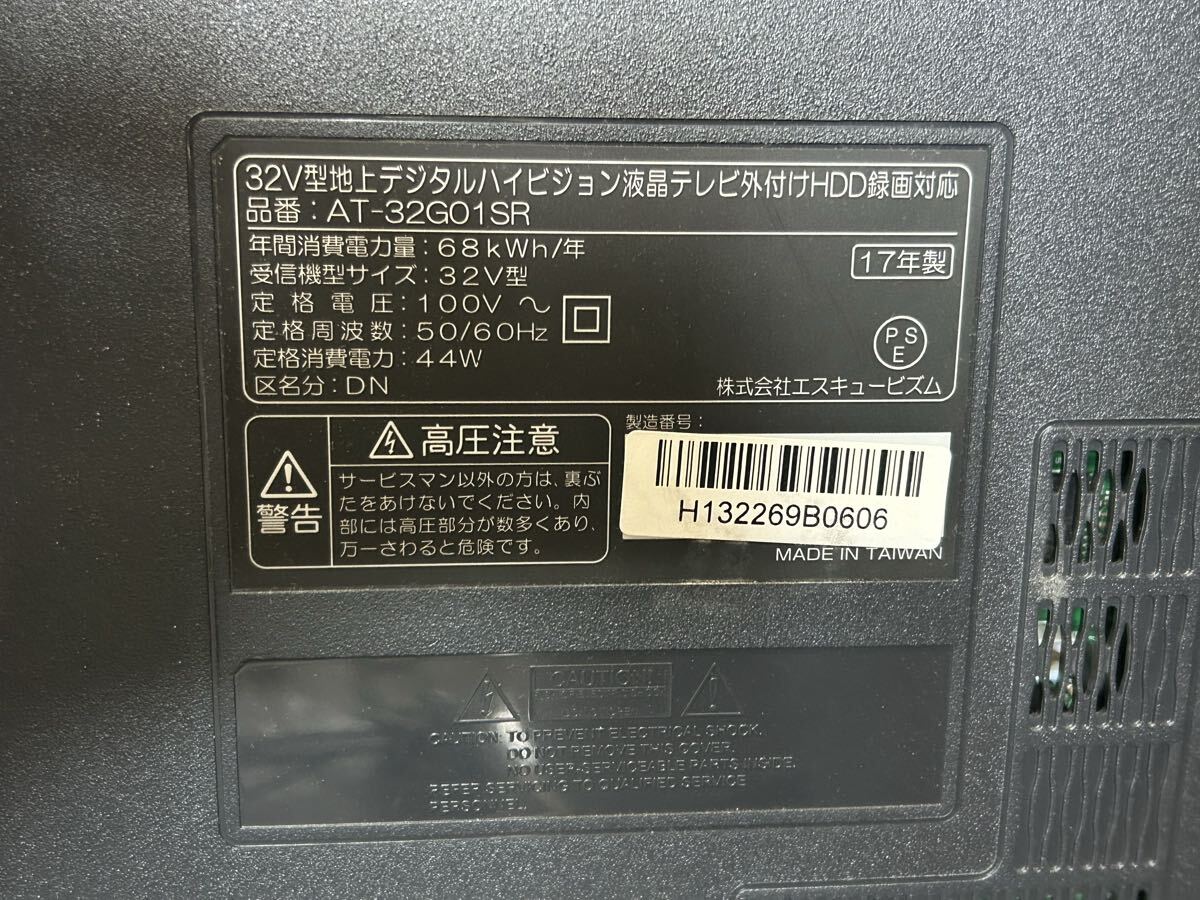 32V型地上デジタルハイビジョン液晶テレビ外付けHDD録画対応
品番：AT-32G01SR
年間消費電力量：68kWh/年
17年製
受信機型サイズ：32V型
定格電圧：100V～
定格周波数：50/60Hz
定格消費電力：44W
PSE
区名分：DN
株式会社エスキュービズム
警告
高圧注意
サービスマン以外の方は、裏ぶ
たをあけないでください。内
部には高圧部分が数多くあり、
万一さわると危険です。
製造番号：
H132269B0606
MADE IN TAIWAN
CAUTION
CAUTION: TO PREVENT ELECTRICAL SHOCK,
DO NOT REMOVE THIS COVER.
NO USER-SERVICEABLE PARTS INSIDE.
REFER SERVICING TO QUALIFIED SERVICE
PERSONNEL.